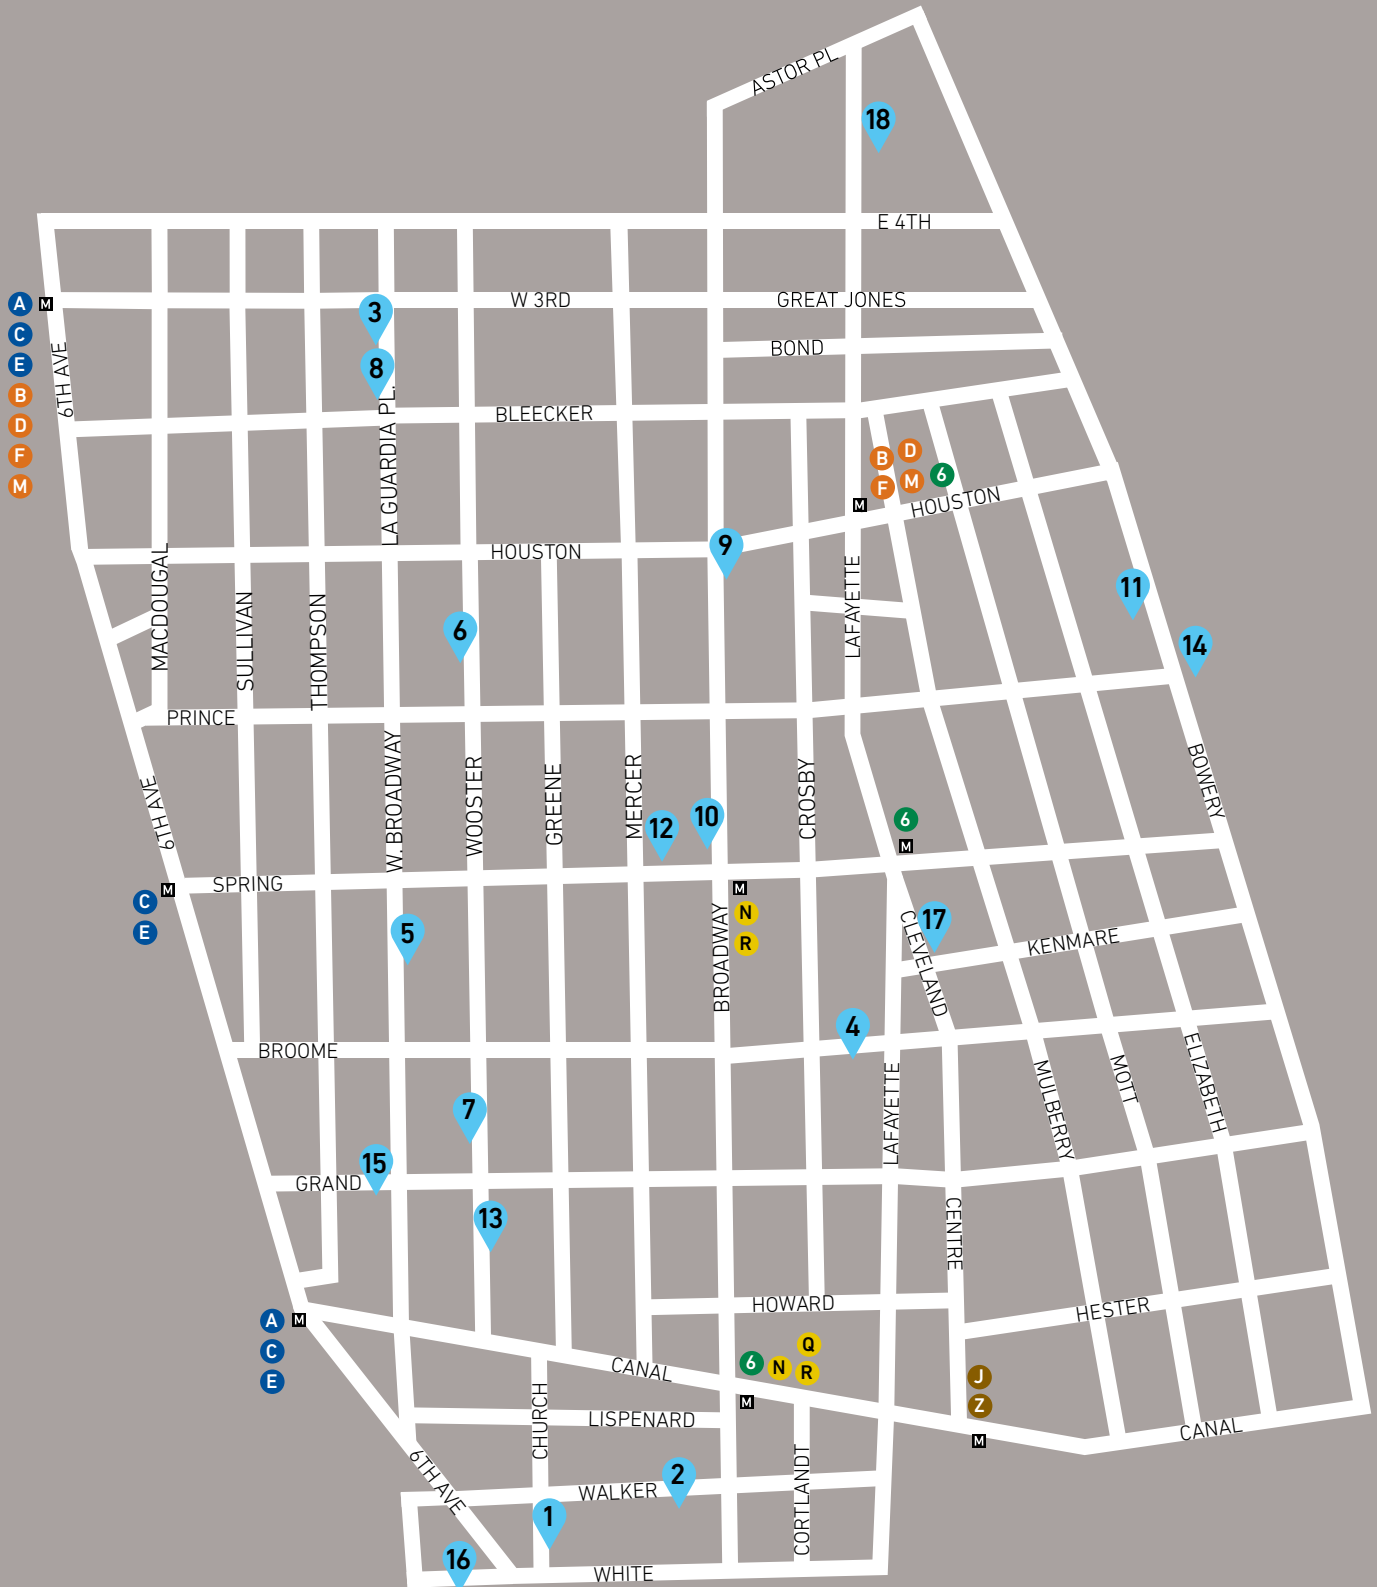 ASTOR PL
18
E 4TH
W 3RD
GREAT JONES
A
M
C
E
B
D
F
M
6TH AVE
3
8
BOND
LA GUARDIA PL.
BLEECKER
B
D
F
M
6
M
HOUSTON
HOUSTON
9
MACDOUGAL
SULLIVAN
THOMPSON
6
LAFAYETTE
11
14
PRINCE
6TH AVE
W. BROADWAY
WOOSTER
GREENE
MERCER
12
10
CROSBY
6
M
BOWERY
SPRING
M
C
E
M
N
R
5
BROADWAY
CLEVELAND
17
KENMARE
4
BROOME
LAFAYETTE
MULBERRY
MOTT
ELIZABETH
7
15
GRAND
13
CENTRE
HOWARD
HESTER
A
M
C
E
CANAL
6
N
Q
R
M
J
Z
M
CANAL
CHURCH
LISPENARD
6TH AVE
WALKER
2
CORTLANDT
1
16
WHITE